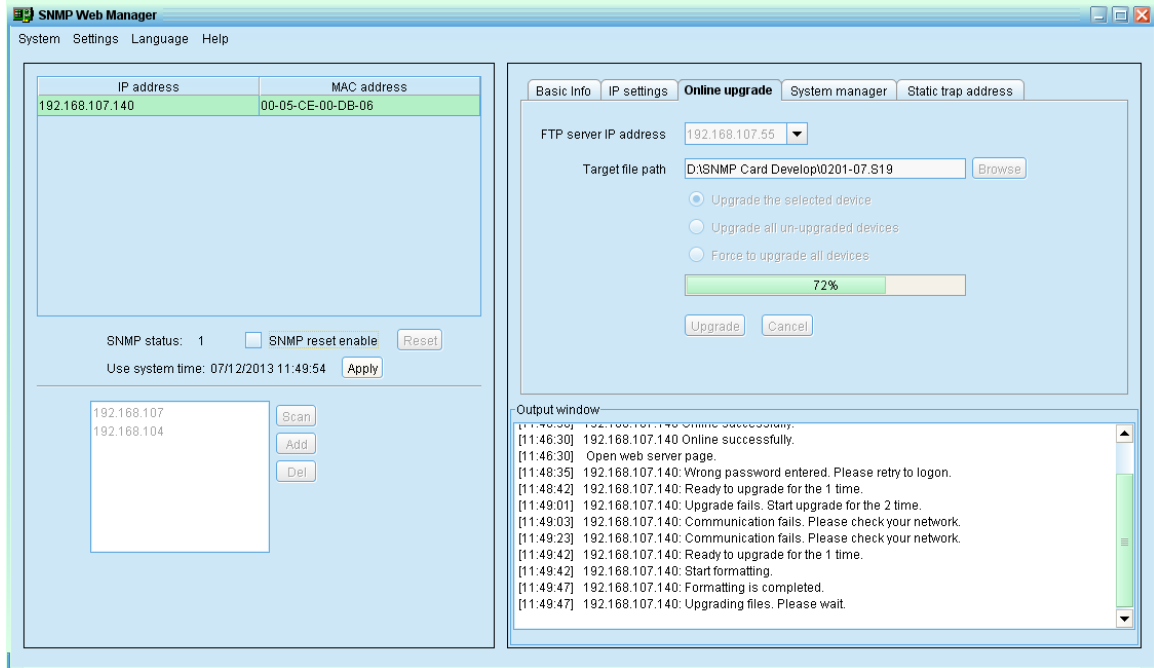 SNMP Web Manager
System Settings Language Help
IP address MAC address
192.168.107.140 00-05-CE-00-DB-06
SNMP status: 1 SNMP reset enable Reset
Use system time: 07/12/2013 11:49:54 Apply
192.168.107
192.168.104
Scan
Add
Del
Basic Info IP settings Online upgrade System manager Static trap address
FTP server IP address 192.168.107.55
Target file path D:\SNMP Card Develop\0201-07.S19 Browse
Upgrade the selected device
Upgrade all un-upgraded devices
Force to upgrade all devices
72%
Upgrade Cancel
Output window
[11:46:30] 192.168.107.140 Online successfully.
[11:46:30] Open web server page.
[11:48:35] 192.168.107.140: Wrong password entered. Please retry to logon.
[11:48:42] 192.168.107.140: Ready to upgrade for the 1 time.
[11:49:01] 192.168.107.140: Upgrade fails. Start upgrade for the 2 time.
[11:49:03] 192.168.107.140: Communication fails. Please check your network.
[11:49:23] 192.168.107.140: Communication fails. Please check your network.
[11:49:42] 192.168.107.140: Ready to upgrade for the 1 time.
[11:49:42] 192.168.107.140: Start formatting.
[11:49:47] 192.168.107.140: Formatting is completed.
[11:49:47] 192.168.107.140: Upgrading files. Please wait.